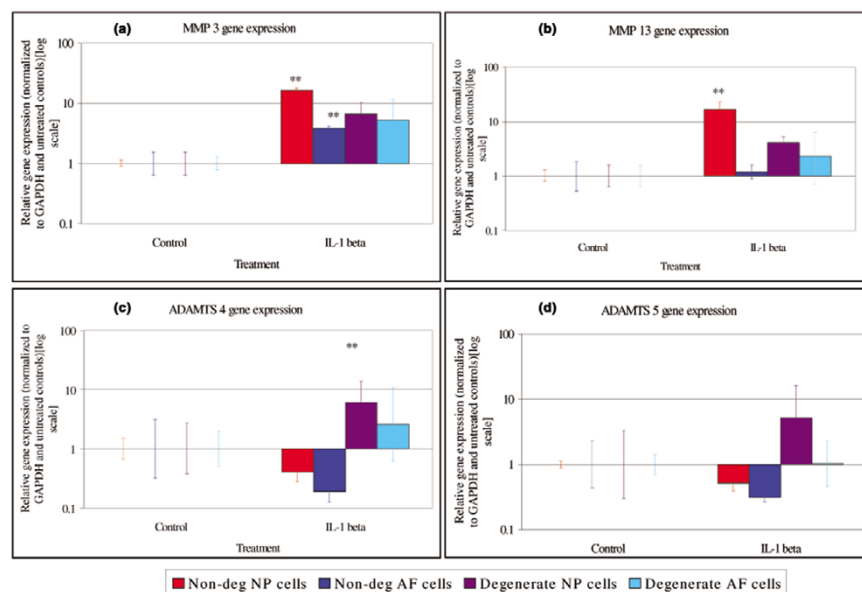 (a)
MMP 3 gene expression
Relative gene expression (normalized
to GAPDH and untreated controls)[log
scale]
100
10
1
0.1
**
**
Control
IL-1 beta
Treatment
(b)
MMP 13 gene expression
Relative gene expression (normalized to
GAPDH and untreated controls)[log
scale]
100
10
1
0.1
**
Control
IL-1 beta
Treatment
(c)
ADAMTS 4 gene expression
Relative gene expression (normalized to
GAPDH and untreated controls)[log
scale]
100
10
1
0.1
**
Control
IL-1 beta
Treatment
(d)
ADAMTS 5 gene expression
Relative gene expression (normalized
to GAPDH and untreated controls)[log
scale]
100
10
1
0.1
Control
IL-1 beta
Non-deg NP cells
Non-deg AF cells
Degenerate NP cells
Degenerate AF cells